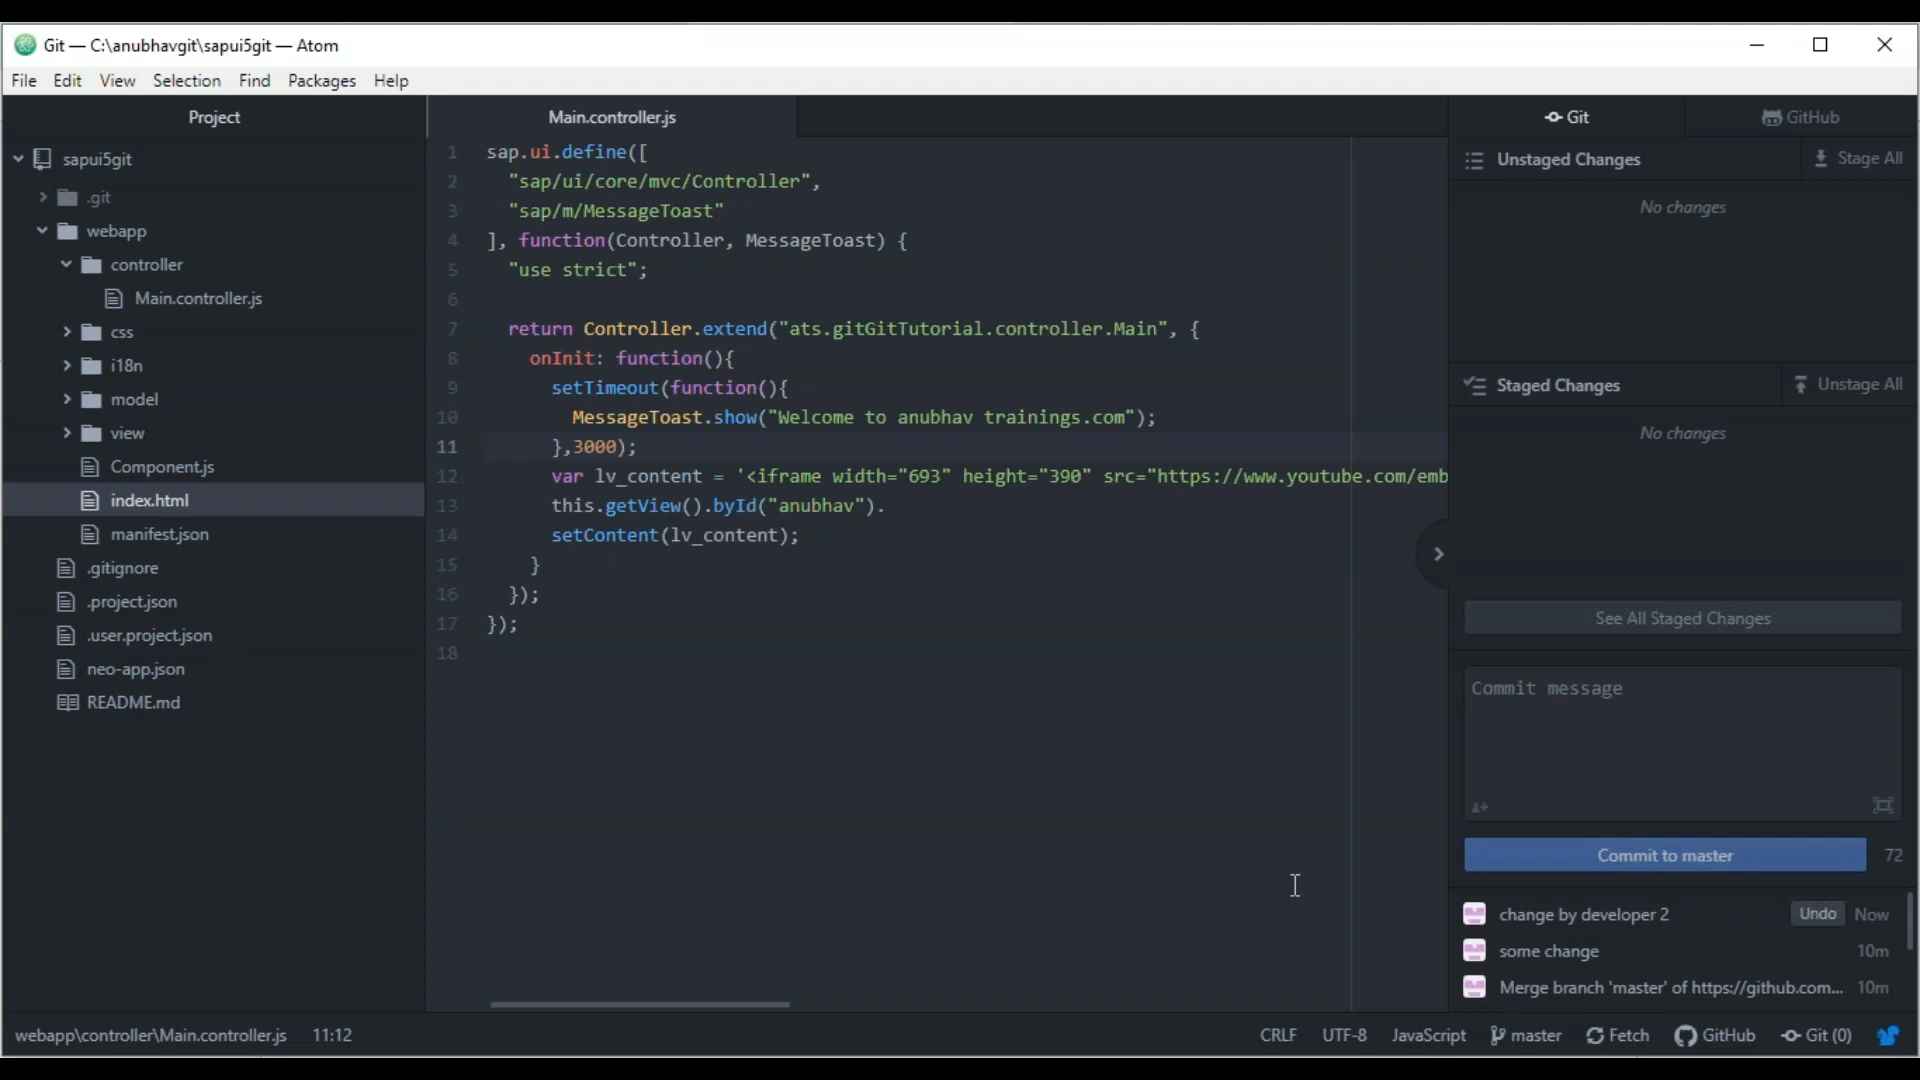 Git — C:\anubhavgit\sapui5git — Atom
File Edit View Selection Find Packages Help
Project
sapui5git
.git
webapp
controller
Main.controller.js
css
i18n
model
view
Component.js
index.html
manifest.json
.gitignore
.project.json
.user.project.json
neo-app.json
README.md
Main.controller.js
1 sap.ui.define([
2 "sap/ui/core/mvc/Controller",
3 "sap/m/MessageToast"
4 ], function(Controller, MessageToast) {
5 "use strict";
6
7 return Controller.extend("ats.gitGitTutorial.controller.Main", {
8 onInit: function(){
9 setTimeout(function(){
10 MessageToast.show("Welcome to anubhav trainings.com");
11 },3000);
12 var lv_content = '<iframe width="693" height="390" src="https://www.youtube.com/emb
13 this.getView().byId("anubhav").
14 setContent(lv_content);
15 }
16 });
17 });
18
Git GitHub
Unstaged Changes Stage All
No changes
Staged Changes Unstage All
No changes
See All Staged Changes
Commit message
Commit to master 72
change by developer 2 Undo Now
some change 10m
Merge branch 'master' of https://github.com... 10m
webapp\controller\Main.controller.js 11:12 CRLF UTF-8 JavaScript master Fetch GitHub Git (0)